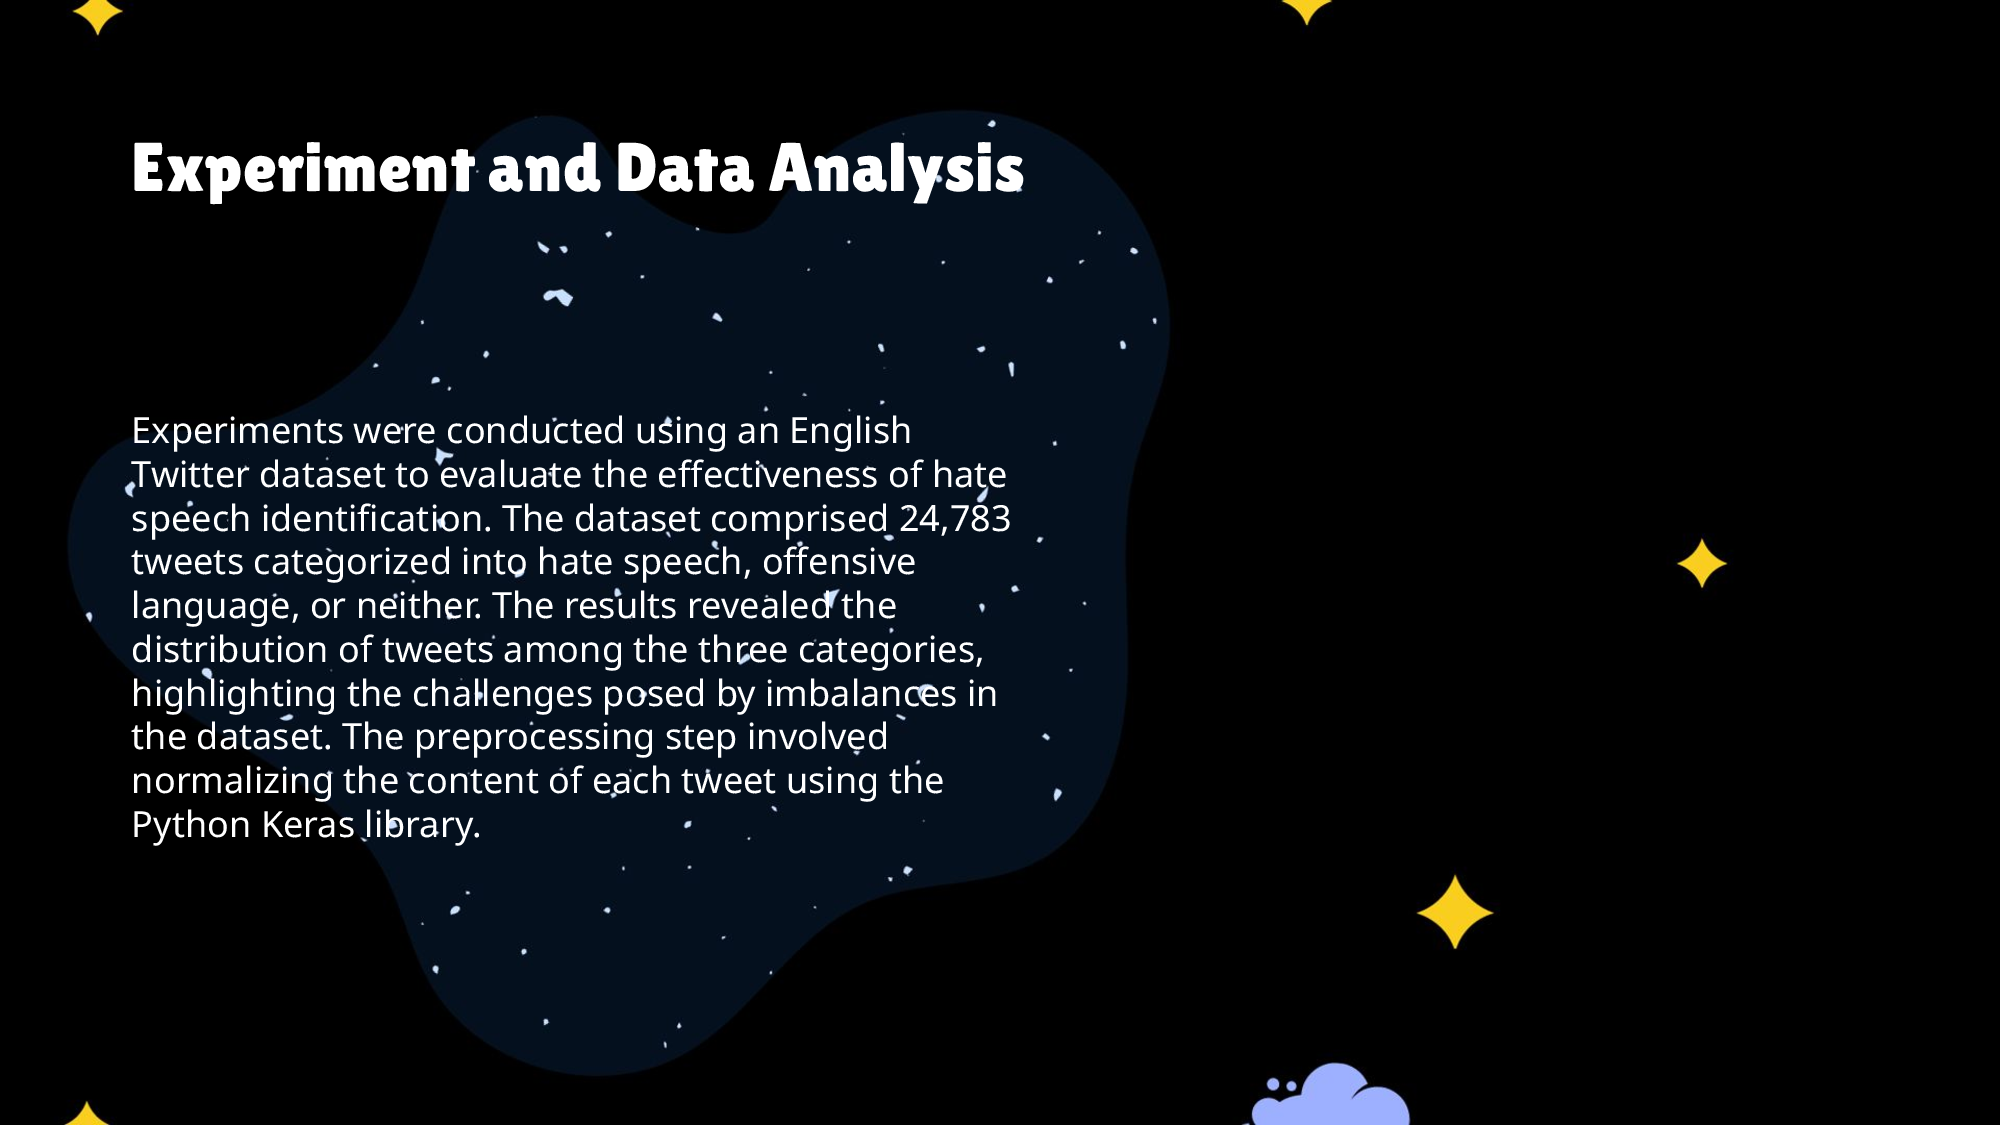 Experiment and Data Analysis
Experiments were conducted using an English
Twitter dataset to evaluate the effectiveness of hate
speech identification. The dataset comprised 24,783
tweets categorized into hate speech, offensive
language, or neither. The results revealed the
distribution of tweets among the three categories,
highlighting the challenges posed by imbalances in
the dataset. The preprocessing step involved
normalizing the content of each tweet using the
Python Keras library.